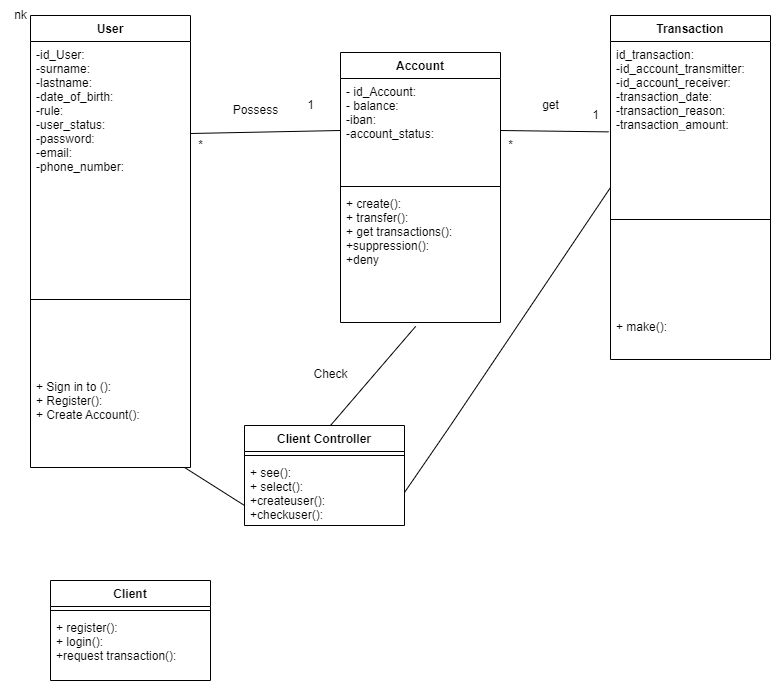 nk
User
-id_User:
-surname:
-lastname:
-date_of_birth:
-rule:
-user_status:
-password:
-email:
-phone_number:
+ Sign in to ():
+ Register():
+ Create Account():
Possess
1
*
Account
- id_Account:
- balance:
-iban:
-account_status:
+ create():
+ transfer():
+ get transactions():
+suppression():
+deny
get
1
*
Transaction
id_transaction:
-id_account_transmitter:
-id_account_receiver:
-transaction_date:
-transaction_reason:
-transaction_amount:
+ make():
Check
Client Controller
+ see():
+ select():
+createuser():
+checkuser():
Client
+ register():
+ login():
+request transaction():